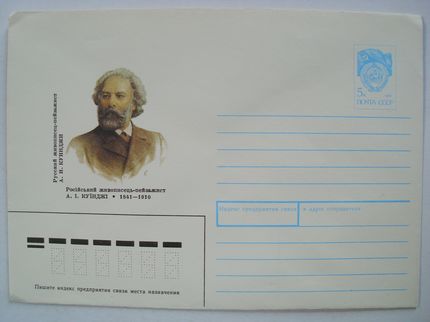 Русский живописец-пейзажист
А. И. КУИНДЖИ
Російський живописець-пейзажист
А. І. КУЇНДЖІ • 1841—1910
5к
ПОЧТА СССР
Индекс предприятия связи и адрес отправителя
Пишите индекс предприятия связи места назначения